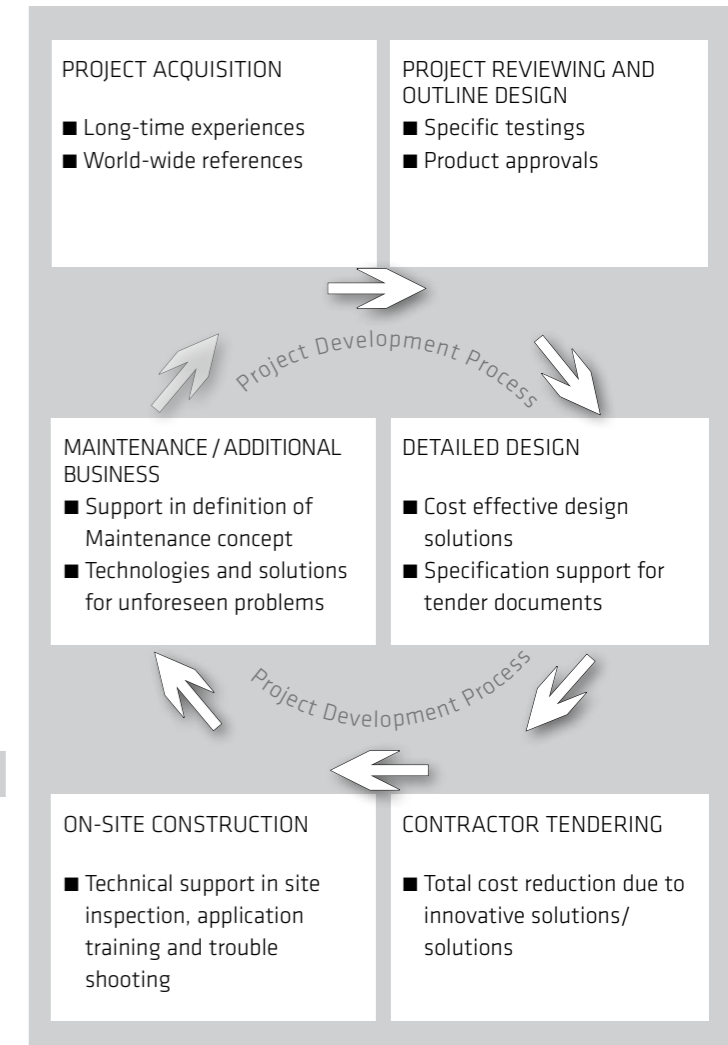 PROJECT ACQUISITION
■ Long-time experiences
■ World-wide references
PROJECT REVIEWING AND
OUTLINE DESIGN
■ Specific testings
■ Product approvals
Project Development Process
MAINTENANCE / ADDITIONAL
BUSINESS
■ Support in definition of
Maintenance concept
■ Technologies and solutions
for unforeseen problems
DETAILED DESIGN
■ Cost effective design
solutions
■ Specification support for
tender documents
Project Development Process
ON-SITE CONSTRUCTION
■ Technical support in site
inspection, application
training and trouble
shooting
CONTRACTOR TENDERING
■ Total cost reduction due to
innovative solutions/
solutions